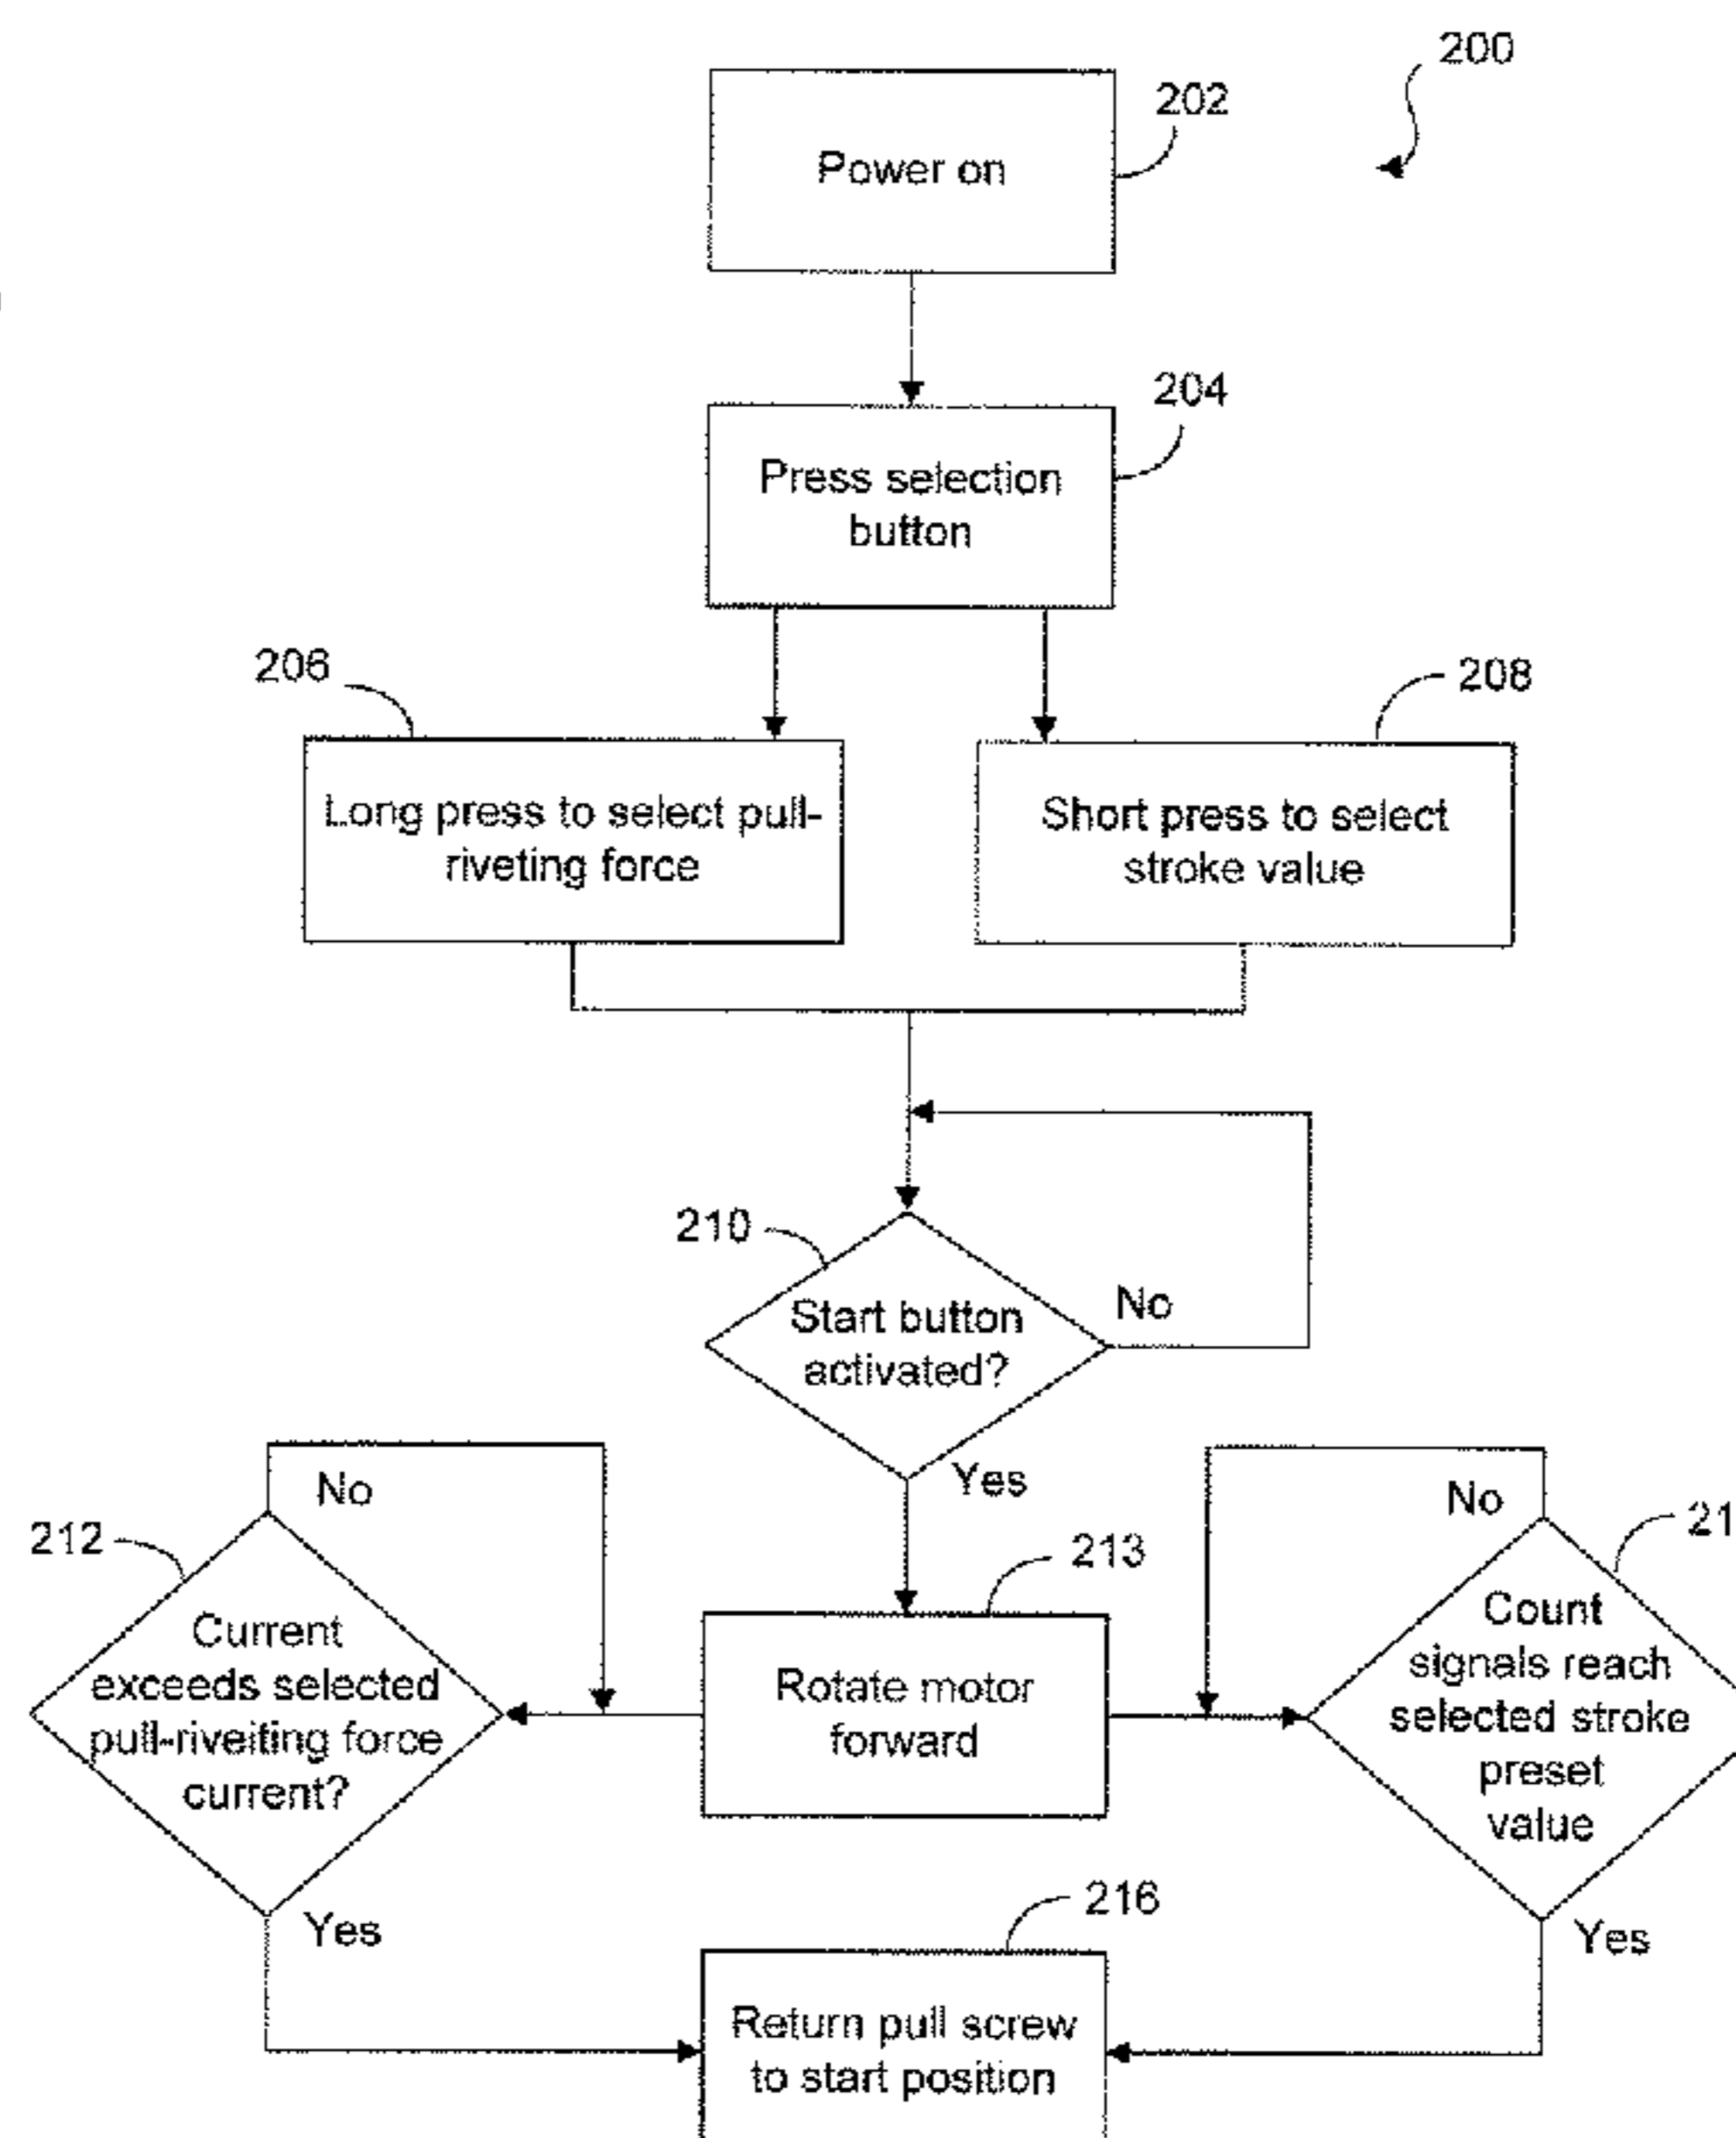 200
202
Power on
204
Press selection
button
206
208
Long press to select pull-
riveting force
Short press to select
stroke value
210
Start button
activated?
No
Yes
No
212
Current
exceeds selected
pull-riveiting force
current?
Yes
213
Rotate motor
forward
No
21
Count
signals reach
selected stroke
preset
value
Yes
216
Return pull screw
to start position